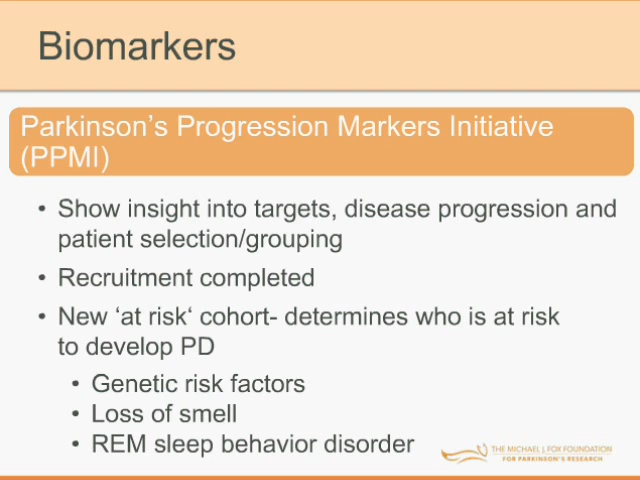 Biomarkers
Parkinson's Progression Markers Initiative
(PPMI)
• Show insight into targets, disease progression and
patient selection/grouping
• Recruitment completed
• New ‘at risk‘ cohort- determines who is at risk
to develop PD
• Genetic risk factors
• Loss of smell
• REM sleep behavior disorder
THE MICHAEL J. FOX FOUNDATION
FOR PARKINSON'S RESEARCH